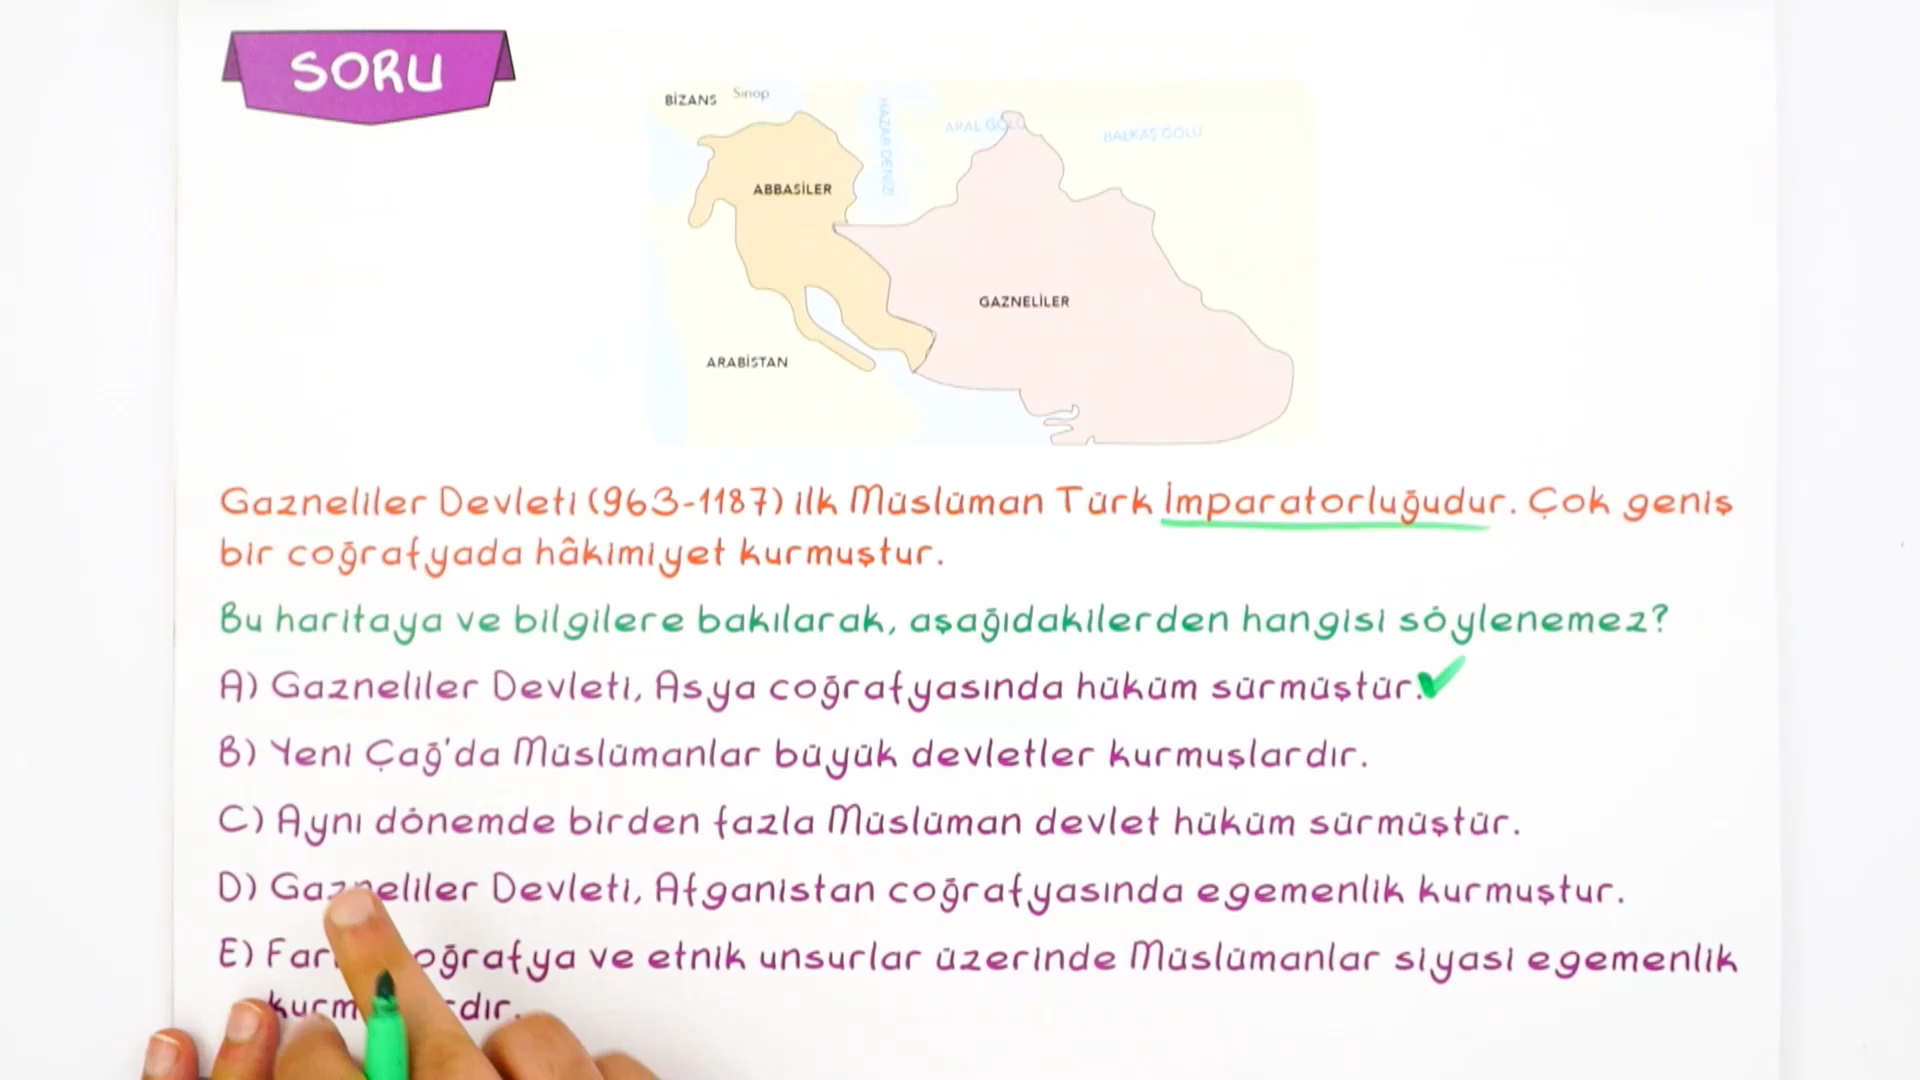 SORU
BİZANS
Sinop
HAZAR DENİZİ
ARAL GÖLÜ
BALKAŞ GÖLÜ
ABBASİLER
GAZNELİLER
ARABİSTAN
Gazneliler Devleti (963-1187) ilk Müslüman Türk İmparatorluğudur. Çok geniş
bir coğrafyada hâkimiyet kurmuştur.
Bu haritaya ve bilgilere bakılarak, aşağıdakilerden hangisi söylenemez?
A) Gazneliler Devleti, Asya coğrafyasında hüküm sürmüştür.
B) Yeni Çağ'da Müslümanlar büyük devletler kurmuşlardır.
C) Aynı dönemde birden fazla Müslüman devlet hüküm sürmüştür.
D) Gazneliler Devleti, Afganistan coğrafyasında egemenlik kurmuştur.
E) ve etnik unsurlar üzerinde Müslümanlar siyasi egemenlik